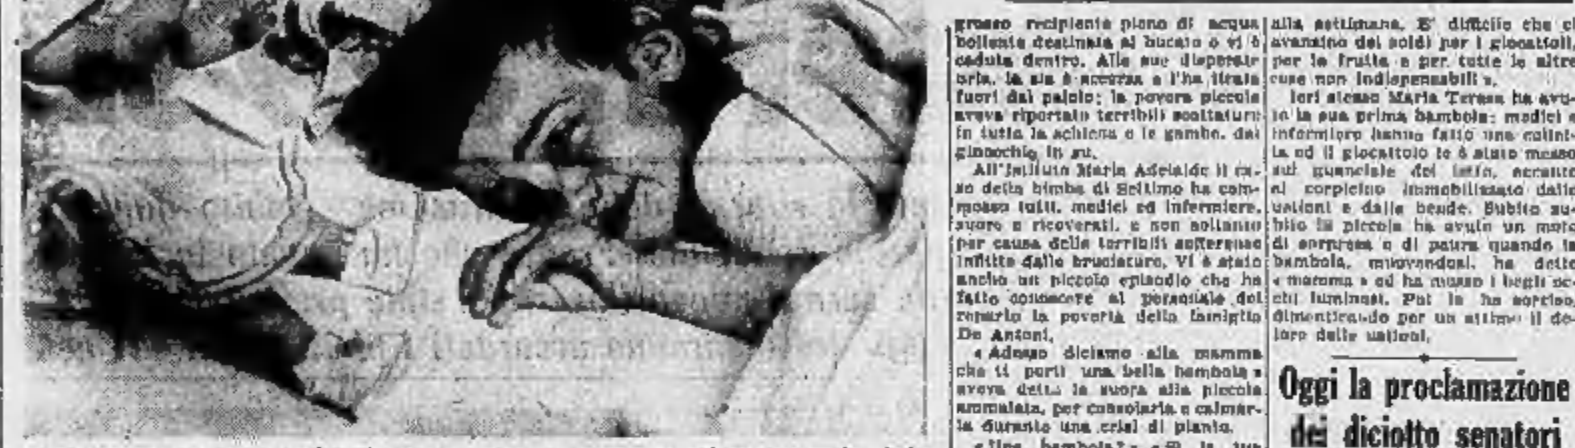 grosso recipiente pieno di acqua
bollente destinata al bucato o vi è
caduta dentro. Alle sue disperate
grla, la zia è accorsa e l'ha tirata
fuori dal paiolo; la povera piccola
aveva riportato terribili scottature
in tutta la schiena e le gambe, dai
ginocchio in su.
All'Istituto Maria Adelaide il ca-
so della bimba di Settimo ha com-
mosso tutti, medici ed infermiere,
suore e ricoverati, e non soltanto
per causa delle terribili sofferenze
inflitte dalle bruciature. Vi è stato
anche un piccolo episodio che ha
fatto conoscere al personale del
reparto la povertà della famiglia
De Antoni.
« Adesso diciamo alla mamma
che ti porti una bella bambola »
aveva detto la suora alla piccola
ammalata, per consolarla e calmar-
la durante una crisi di pianto.
alla settimana. E' difficile che ci
avanzino dei soldi per i giocattoli,
per la frutta e per tutte le altre
cose non indispensabili ».
Ieri stesso Maria Teresa ha avu-
to la sua prima bambola: medici e
infermiere hanno fatto una colini-
la ed il giocattolo le è stato messo
sul guanciale del letto, accanto
al corpicino immobilizzato dalle
ustioni e dalle bende. Subito su-
bito la piccola ha avuto un moto
di sorpresa e di paura quando la
bambola, muovendosi, ha detto
« mamma » ed ha mosso i begli oc-
chi luminosi. Poi le ha sorriso,
dimenticando per un attimo il do-
lore delle ustioni.
Oggi la proclamazione
dei diciotto senatori